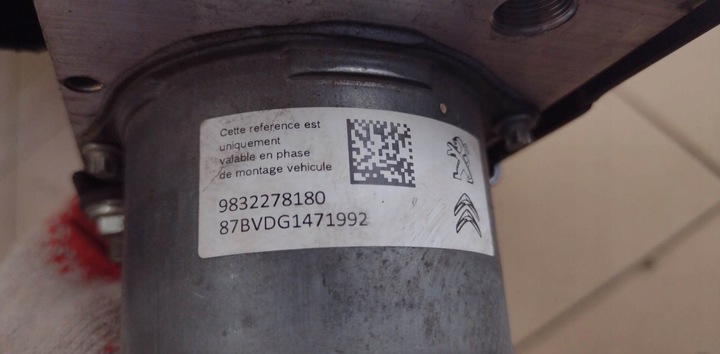 Cette reference est
uniquement
valable en phase
de montage vehicule
9832278180
87BVDG1471992